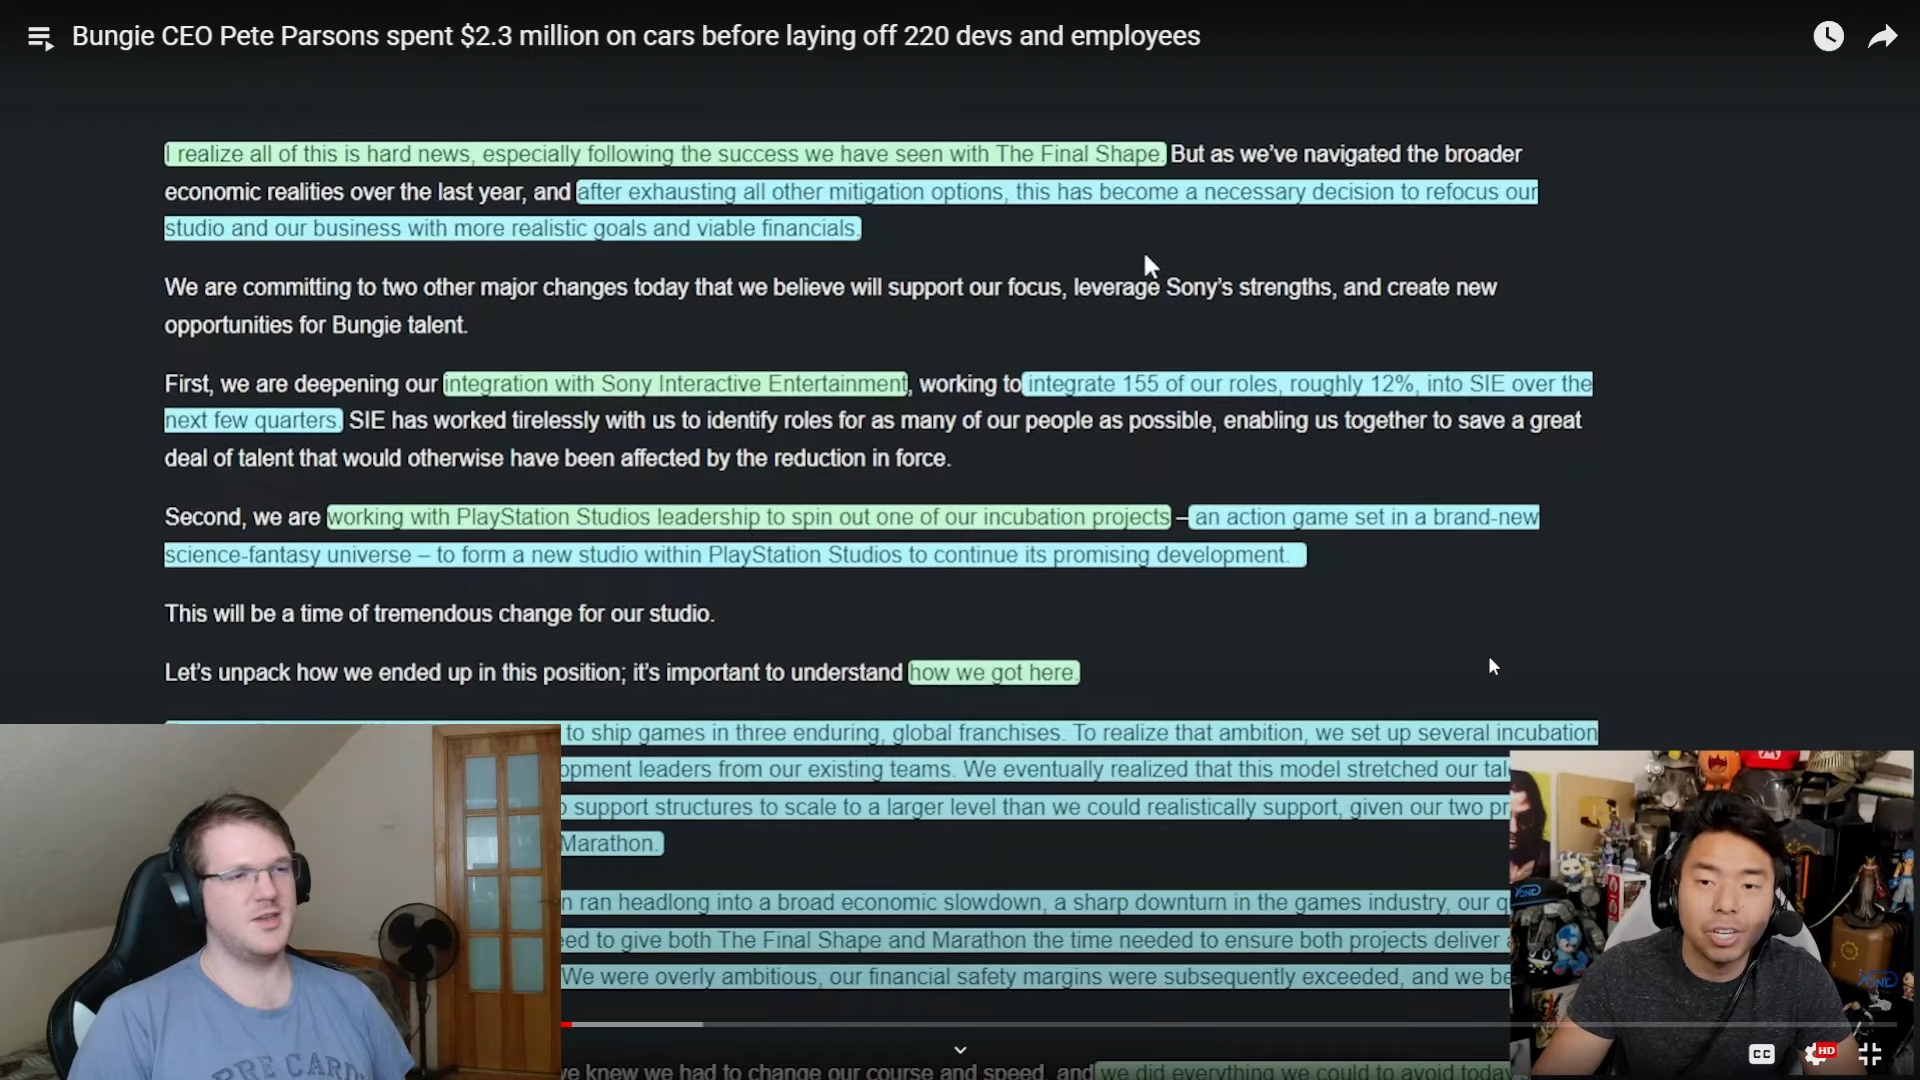 Bungie CEO Pete Parsons spent $2.3 million on cars before laying off 220 devs and employees
I realize all of this is hard news, especially following the success we have seen with The Final Shape. But as we've navigated the broader
economic realities over the last year, and after exhausting all other mitigation options, this has become a necessary decision to refocus our
studio and our business with more realistic goals and viable financials.
We are committing to two other major changes today that we believe will support our focus, leverage Sony's strengths, and create new
opportunities for Bungie talent.
First, we are deepening our integration with Sony Interactive Entertainment, working to integrate 155 of our roles, roughly 12%, into SIE over the
next few quarters. SIE has worked tirelessly with us to identify roles for as many of our people as possible, enabling us together to save a great
deal of talent that would otherwise have been affected by the reduction in force.
Second, we are working with PlayStation Studios leadership to spin out one of our incubation projects – an action game set in a brand-new
science-fantasy universe – to form a new studio within PlayStation Studios to continue its promising development.
This will be a time of tremendous change for our studio.
Let's unpack how we ended up in this position; it's important to understand how we got here.
to ship games in three enduring, global franchises. To realize that ambition, we set up several incubation
opment leaders from our existing teams. We eventually realized that this model stretched our tal
support structures to scale to a larger level than we could realistically support, given our two pr
Marathon.
n ran headlong into a broad economic slowdown, a sharp downturn in the games industry, our q
eed to give both The Final Shape and Marathon the time needed to ensure both projects deliver
We were overly ambitious, our financial safety margins were subsequently exceeded, and we be
ve knew we had to change our course and speed, and we did everything we could to avoid today
CC
HD